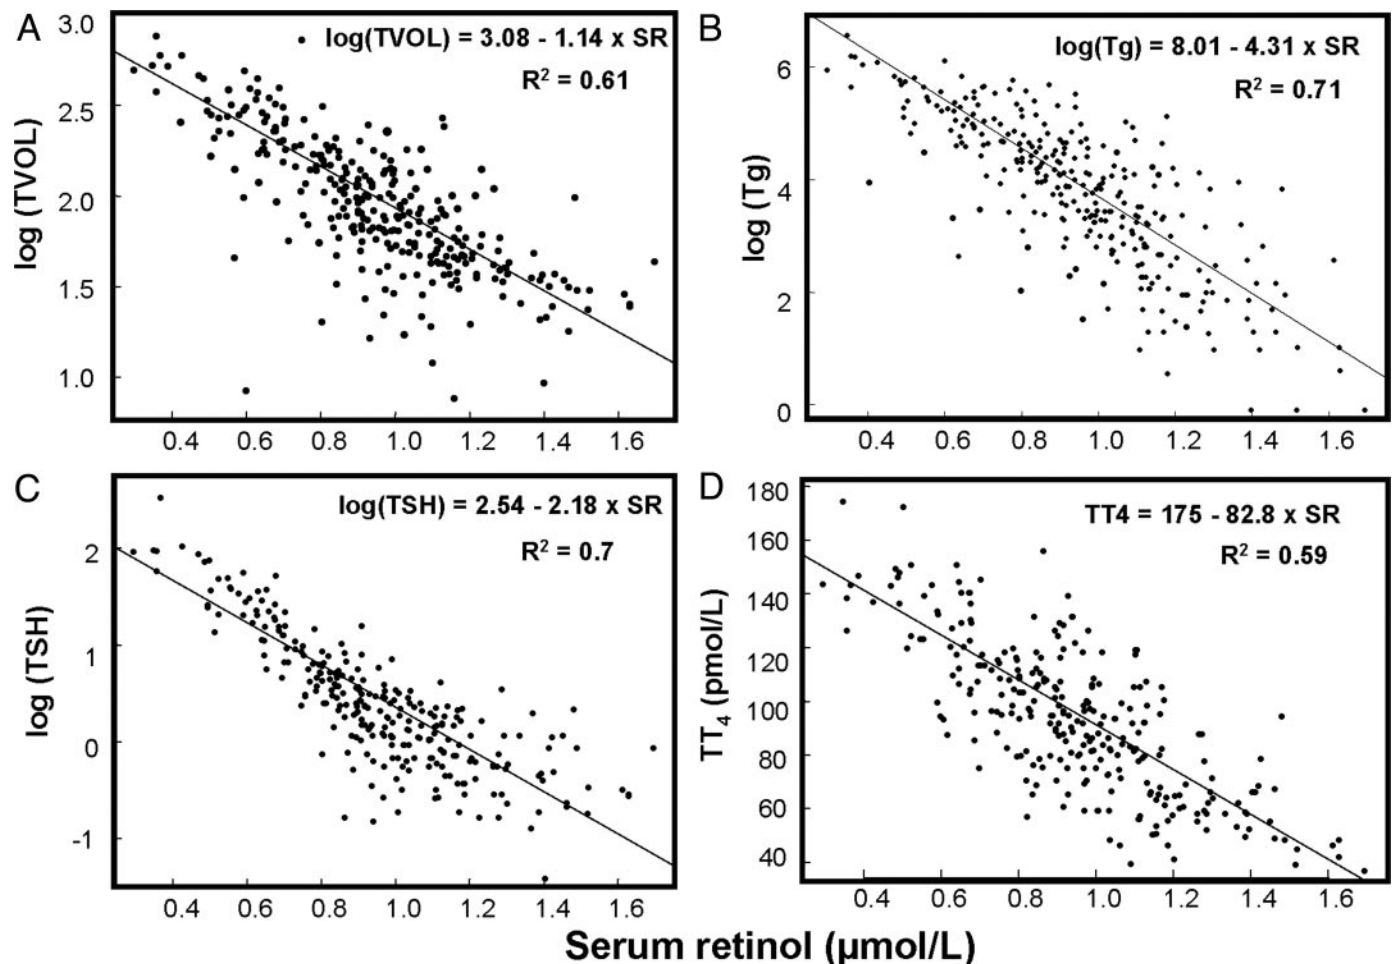 A
log(TVOL) = 3.08 - 1.14 x SR
R² = 0.61
log (TVOL)
3.0
2.5
2.0
1.5
1.0
0.4 0.6 0.8 1.0 1.2 1.4 1.6
B
log(Tg) = 8.01 - 4.31 x SR
R² = 0.71
log (Tg)
6
4
2
0
0.4 0.6 0.8 1.0 1.2 1.4 1.6
C
log(TSH) = 2.54 - 2.18 x SR
R² = 0.7
log (TSH)
2
1
0
-1
0.4 0.6 0.8 1.0 1.2 1.4 1.6
D
TT4 = 175 - 82.8 x SR
R² = 0.59
TT₄ (pmol/L)
180
160
140
120
100
80
60
40
0.4 0.6 0.8 1.0 1.2 1.4 1.6
Serum retinol (µmol/L)